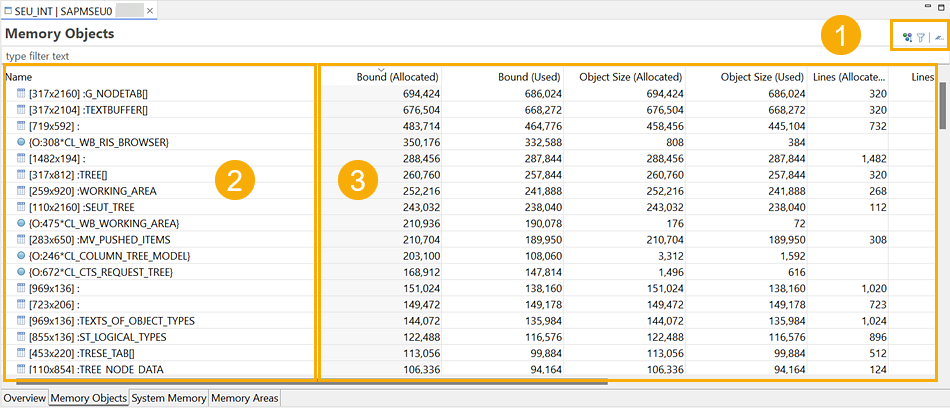 SEU_INT | SAPMSEU0
Memory Objects
1
type filter text
Name Bound (Allocated) Bound (Used) Object Size (Allocated) Object Size (Used) Lines (Allocate... Lines
[317x2160] :G_NODETAB[] 694,424 686,024 694,424 686,024 320
[317x2104] :TEXTBUFFER[] 676,504 668,272 676,504 668,272 320
[719x592] : 483,714 464,776 458,456 445,104 732
{O:308*CL_WB_RIS_BROWSER} 350,176 332,588 808 384
[1482x194] : 288,456 287,844 288,456 287,844 1,482
[317x812] :TREE[] 260,760 257,844 260,760 257,844 320
2 3
[259x920] :WORKING_AREA 252,216 241,888 252,216 241,888 268
[110x2160] :SEUT_TREE 243,032 238,040 243,032 238,040 112
{O:475*CL_WB_WORKING_AREA} 210,936 190,078 176 72
[283x650] :MV_PUSHED_ITEMS 210,704 189,950 210,704 189,950 308
{O:246*CL_COLUMN_TREE_MODEL} 203,100 108,060 3,312 1,592
{O:672*CL_CTS_REQUEST_TREE} 168,912 147,814 1,496 616
[969x136] : 151,024 138,160 151,024 138,160 1,020
[723x206] : 149,472 149,178 149,472 149,178 723
[969x136] :TEXTS_OF_OBJECT_TYPES 144,072 135,984 144,072 135,984 1,024
[855x136] :ST_LOGICAL_TYPES 122,488 116,576 122,488 116,576 896
[453x220] :TRESE_TAB[] 113,056 99,884 113,056 99,884 512
[110x854] :TREE_NODE_DATA 106,336 94,164 106,336 94,164 124
Overview Memory Objects System Memory Memory Areas